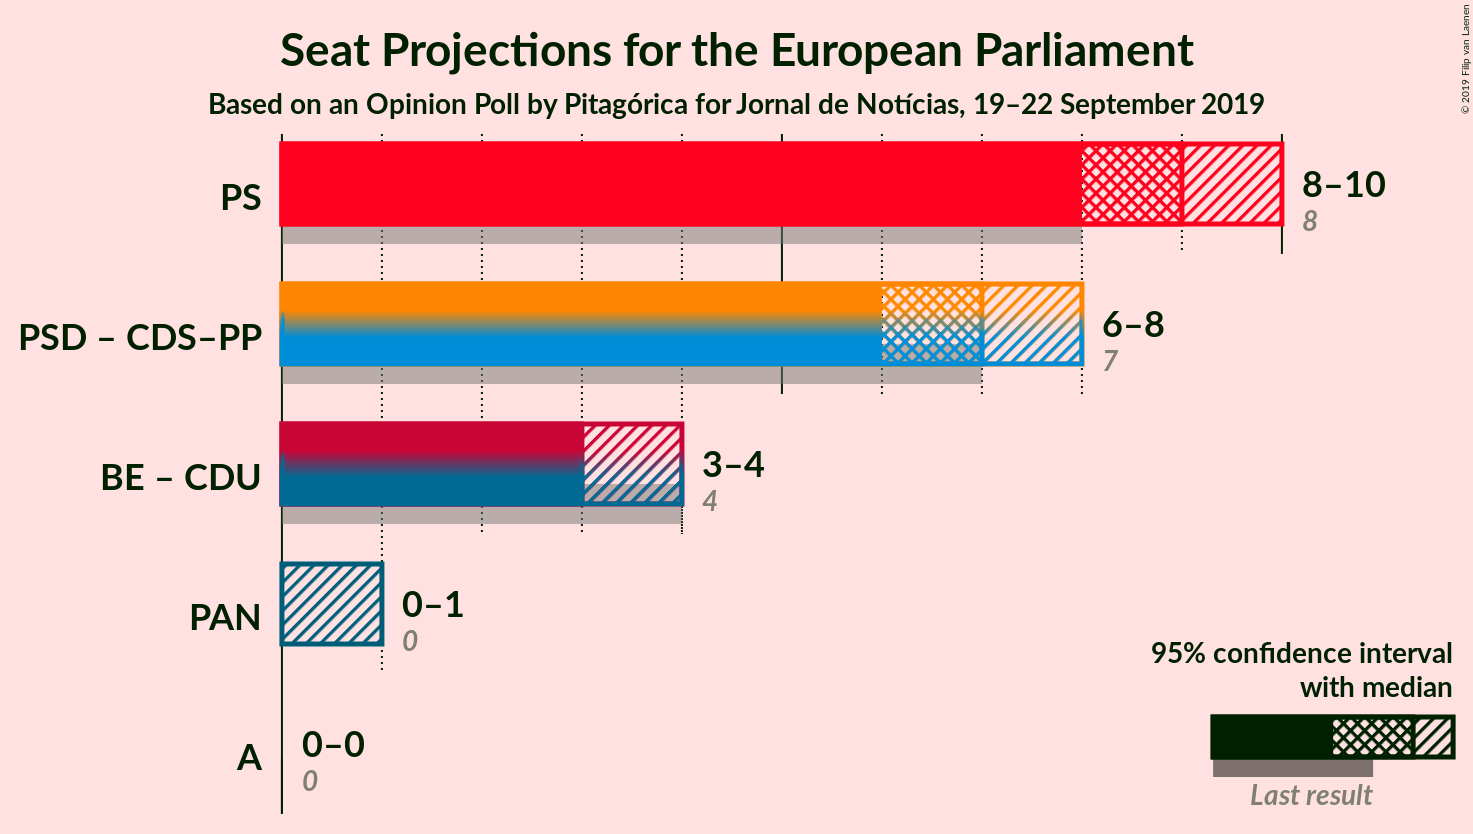 Seat Projections for the European Parliament
Based on an Opinion Poll by Pitagórica for Jornal de Notícias, 19–22 September 2019
© 2019 Filip van Laenen
PS
8–10
8
PSD – CDS–PP
6–8
7
BE – CDU
3–4
4
PAN
0–1
0
A
0–0
0
95% confidence interval
with median
Last result